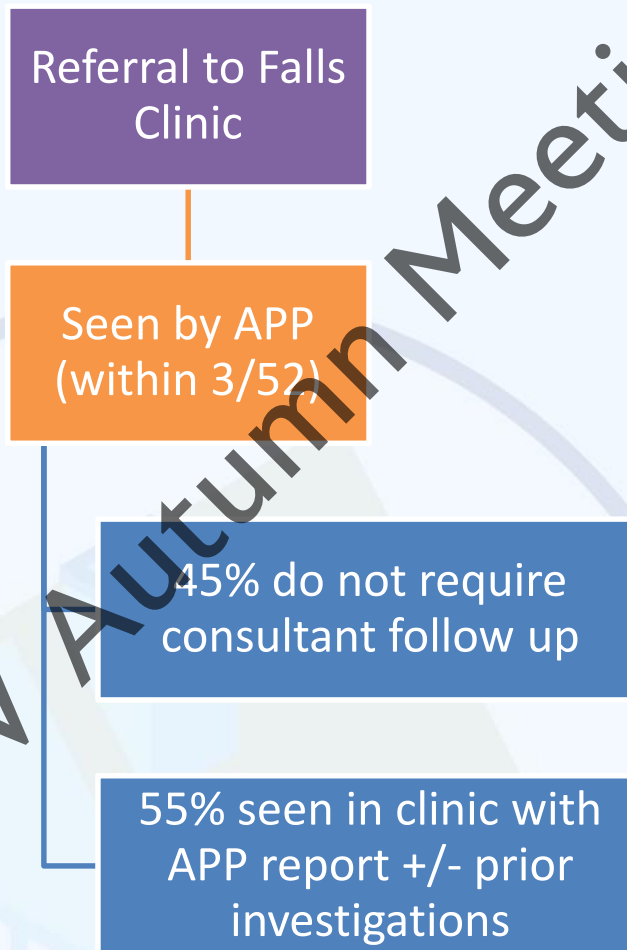 Referral to Falls
Clinic
Seen by APP
(within 3/52)
45% do not require
consultant follow up
55% seen in clinic with
APP report +/- prior
investigations
Autumn